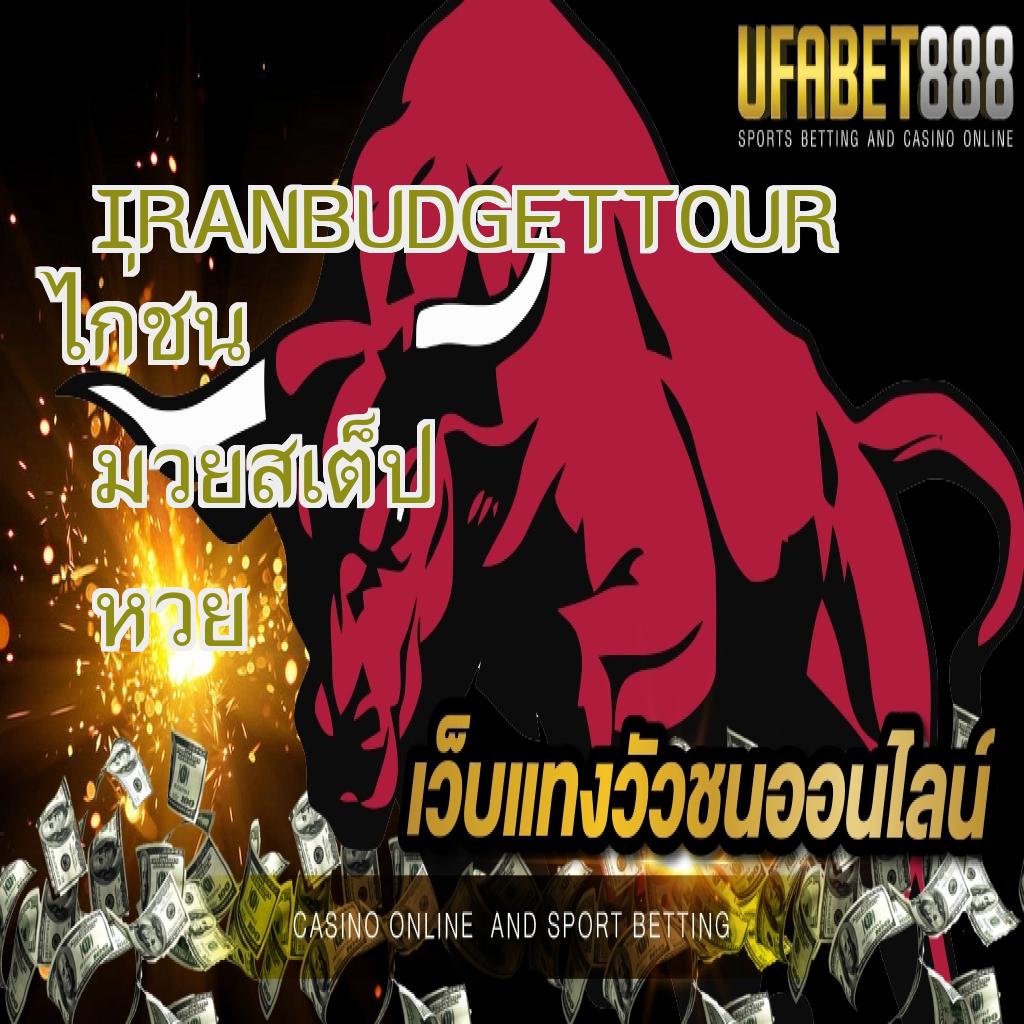 UFABET888
SPORTS BETTING AND CASINO ONLINE
IRANBUDGETTOUR
ไก่ชน
มวยสเต็ป
หวย
เว็บแทงวัวชนออนไลน์
CASINO ONLINE AND SPORT BETTING